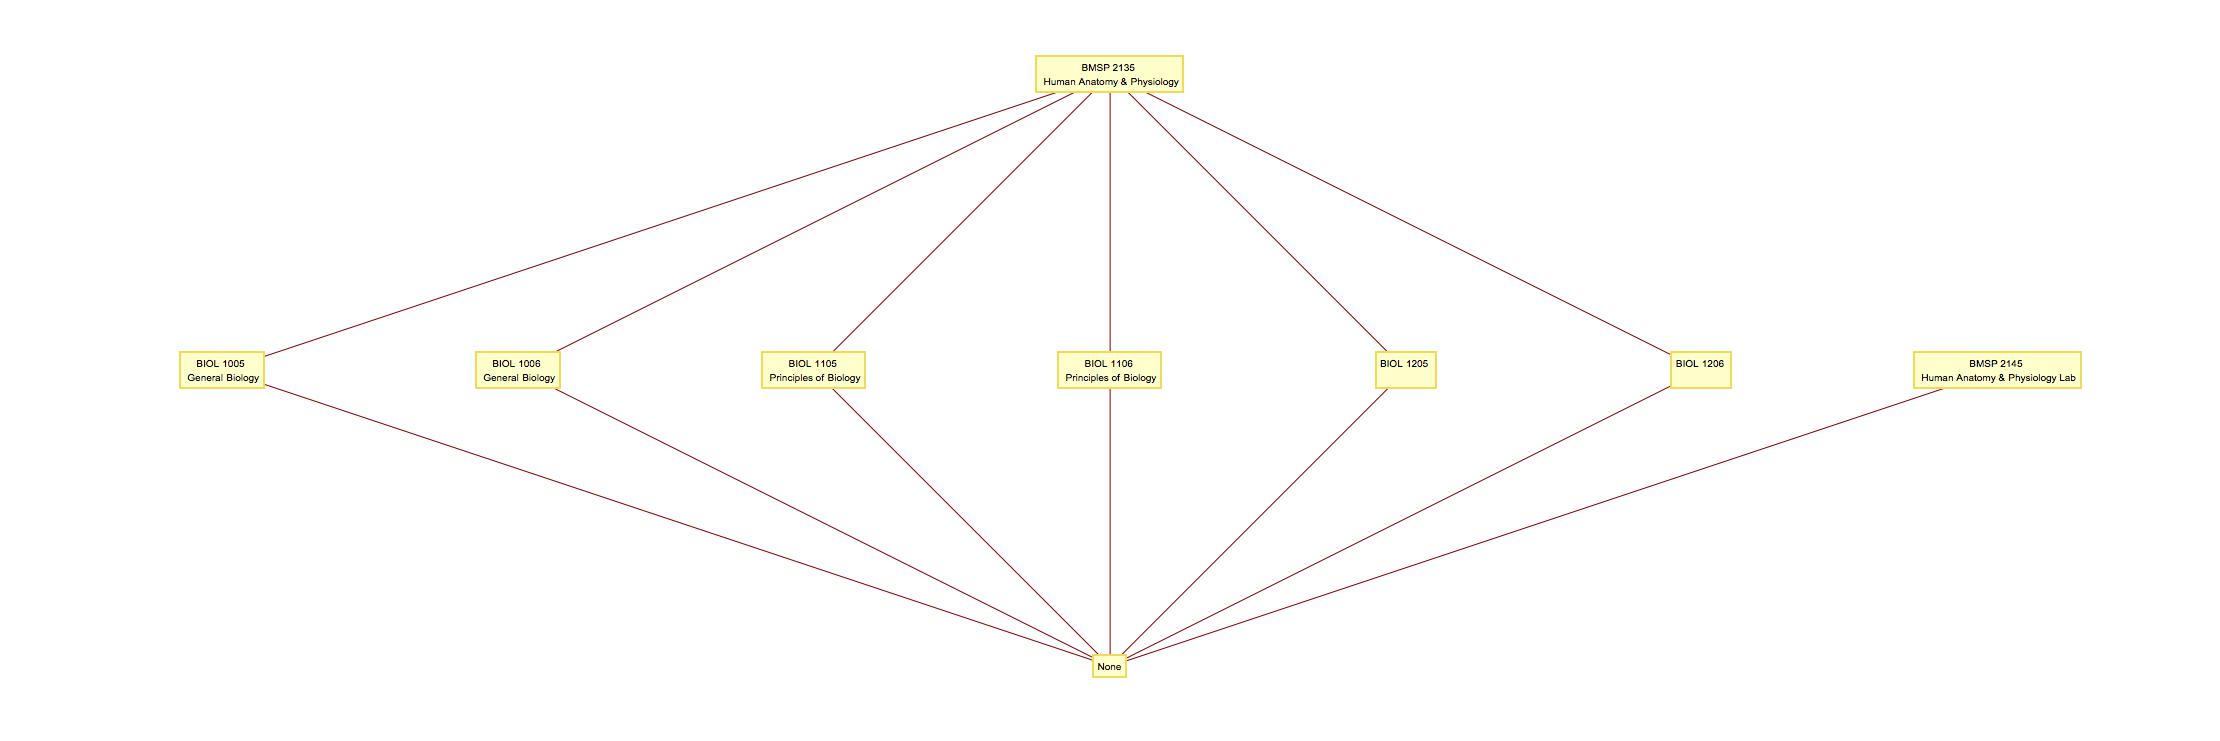 BMSP 2135
Human Anatomy & Physiology
BIOL 1005
General Biology
BIOL 1006
General Biology
BIOL 1105
Principles of Biology
BIOL 1106
Principles of Biology
BIOL 1205
BIOL 1206
BMSP 2145
Human Anatomy & Physiology Lab
None